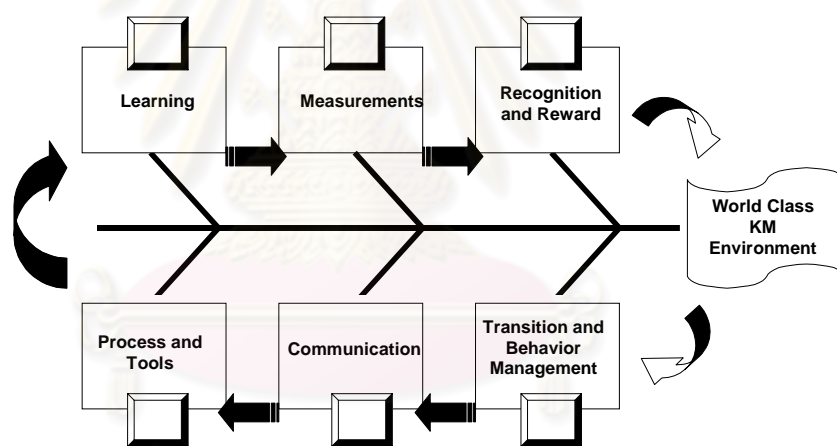 Learning
Measurements
Recognition
and Reward
World Class
KM
Environment
Process and
Tools
Communication
Transition and
Behavior
Management